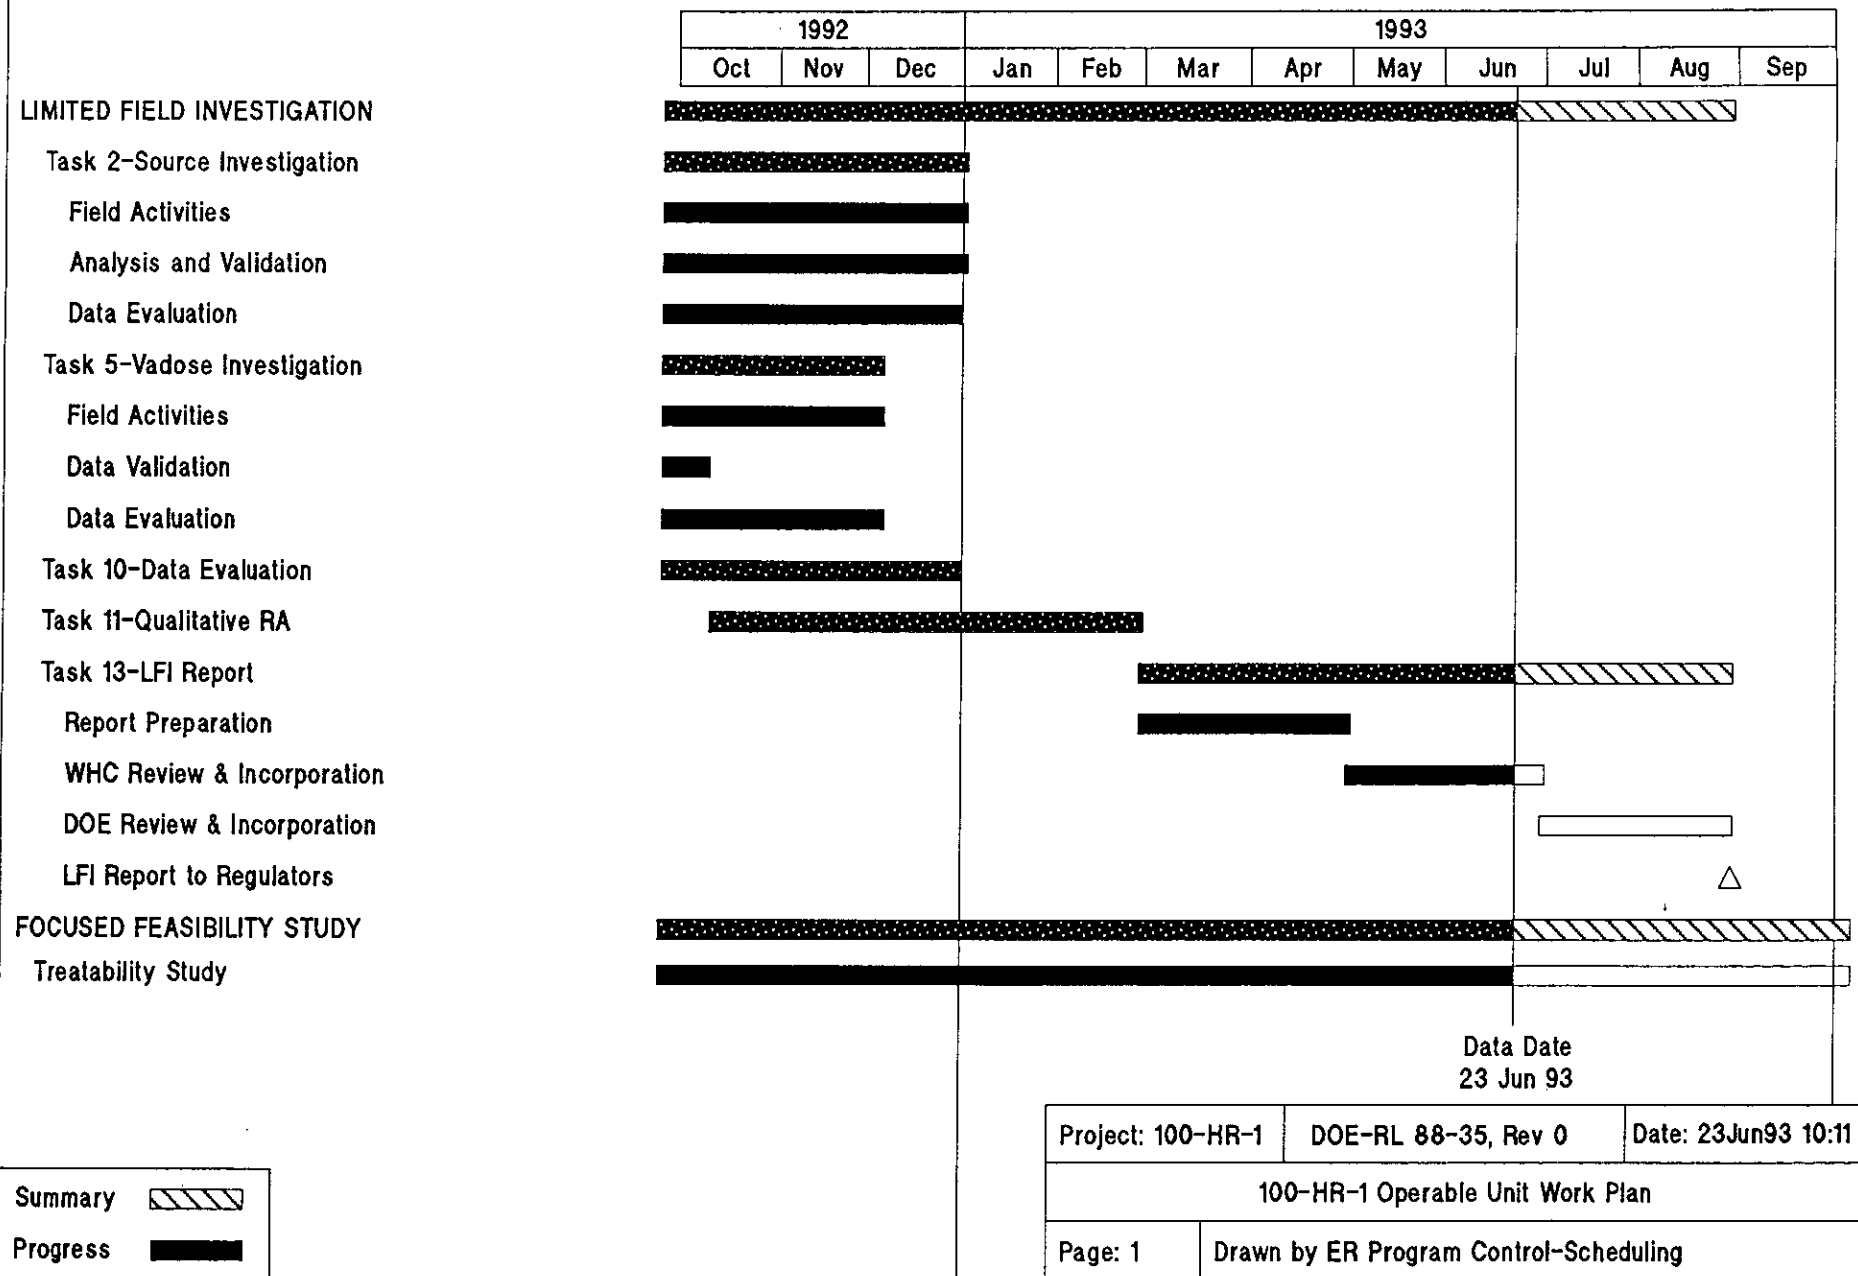 1992 1993
Oct Nov Dec Jan Feb Mar Apr May Jun Jul Aug Sep
LIMITED FIELD INVESTIGATION
Task 2-Source Investigation
Field Activities
Analysis and Validation
Data Evaluation
Task 5-Vadose Investigation
Field Activities
Data Validation
Data Evaluation
Task 10-Data Evaluation
Task 11-Qualitative RA
Task 13-LFI Report
Report Preparation
WHC Review & Incorporation
DOE Review & Incorporation
LFI Report to Regulators
FOCUSED FEASIBILITY STUDY
Treatability Study
Data Date
23 Jun 93
Project: 100-HR-1 DOE-RL 88-35, Rev 0 Date: 23Jun93 10:11
100-HR-1 Operable Unit Work Plan
Page: 1 Drawn by ER Program Control-Scheduling
Summary
Progress